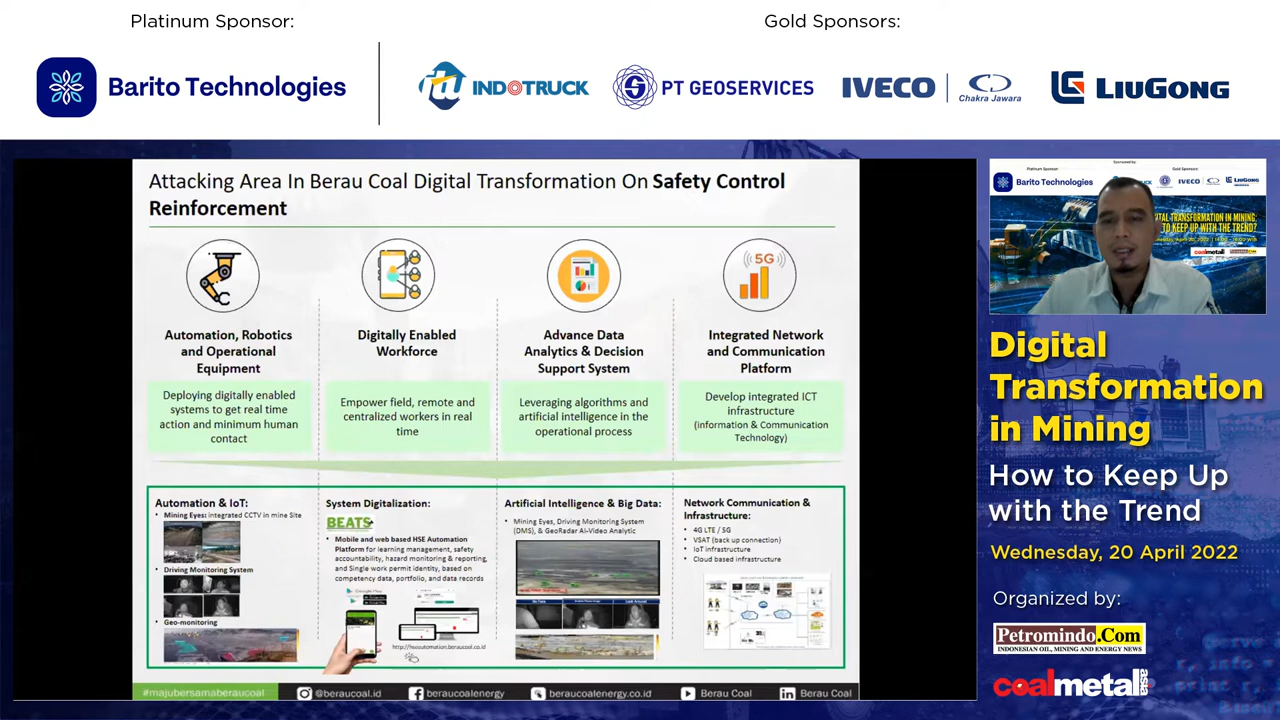 Platinum Sponsor:
Gold Sponsors:
Barito Technologies
INDOTRUCK
PT GEOSERVICES
IVECO
Chakra Jawara
LIUGONG
Attacking Area In Berau Coal Digital Transformation On Safety Control
Reinforcement
Automation, Robotics
and Operational
Equipment
Deploying digitally enabled
systems to get real time
action and minimum human
contact
Digitally Enabled
Workforce
Empower field, remote and
centralized workers in real
time
Advance Data
Analytics & Decision
Support System
Leveraging algorithms and
artificial intelligence in the
operational process
5G
Integrated Network
and Communication
Platform
Develop integrated ICT
infrastructure
(information & Communication
Technology)
Automation & IoT:
• Mining Eyes: integrated CCTV in mine Site
• Driving Monitoring System
• Geo-monitoring
System Digitalization:
BEATS
• Mobile and web based HSE Automation
Platform for learning management, safety
accountability, hazard monitoring & reporting,
and Single work permit identity, based on
competency data, portfolio, and data records
Google Play
http://hseautomation.beraucoal.co.id
Artificial Intelligence & Big Data:
• Mining Eyes, Driving Monitoring System
(DMS), & GeoRadar AI-Video Analytic
Network Communication &
Infrastructure:
• 4G LTE / 5G
• VSAT (back up connection)
• IoT infrastructure
• Cloud based infrastructure
#majubersamaberaucoal
@beraucoal.id
beraucoalenergy
beraucoalenergy.co.id
Berau Coal
Berau Coal
Barito Technologies
IVECO
LIUGONG
Digital
Transformation
in Mining
How to Keep Up
with the Trend
Wednesday, 20 April 2022
Organized by:
Petromindo.Com
INDONESIAN OIL, MINING AND ENERGY NEWS
coalmetal asia